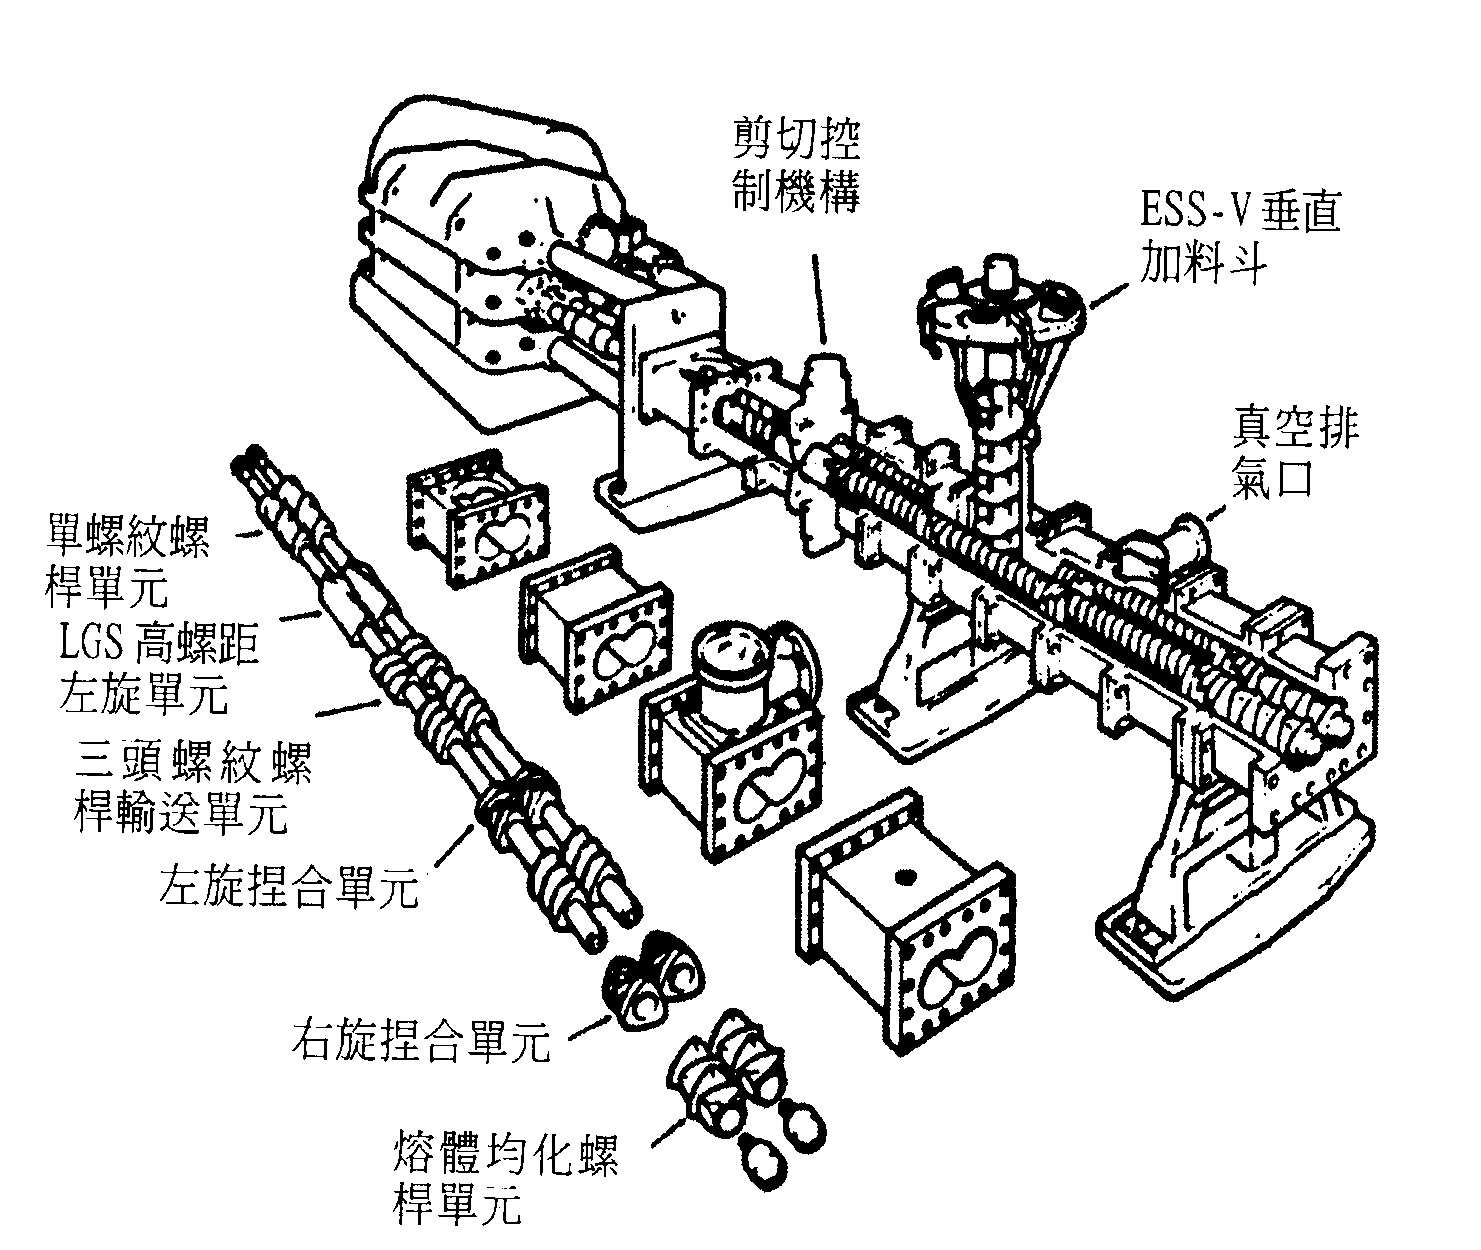 剪切控
制機構
ESS-V垂直
加料斗
真空排
氣口
單螺紋螺
桿單元
LGS高螺距
左旋單元
三頭螺紋螺
桿輸送單元
左旋捏合單元
右旋捏合單元
熔體均化螺
桿單元